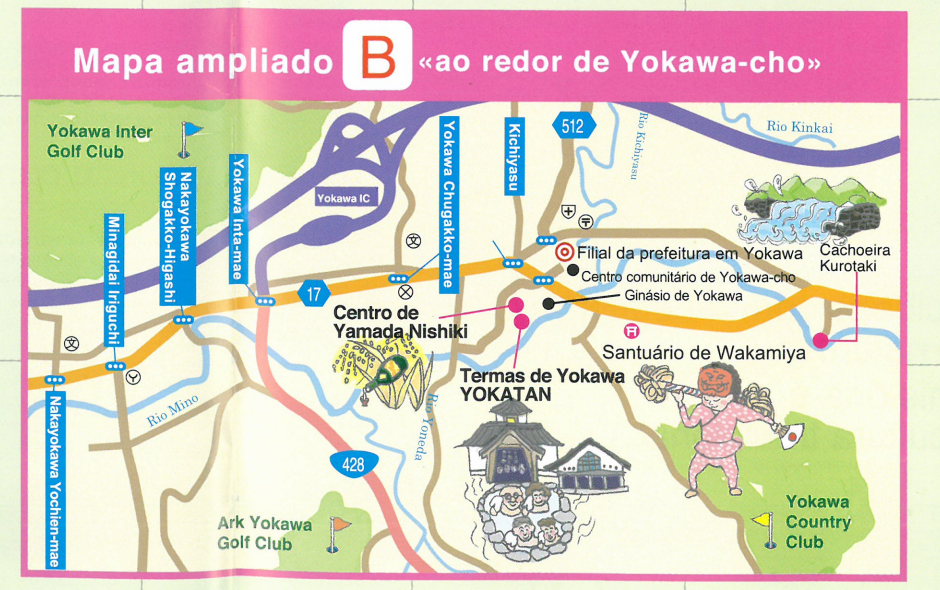 Mapa ampliado B «ao redor de Yokawa-cho»
Yokawa Inter
Golf Club
Nakayokawa
Shogakko-Higashi
Yokawa Inta-mae
Minagidai Iriguchi
Nakayokawa Yochien-mae
Yokawa IC
Yokawa Chugakko-mae
Kichiyasu
512
Rio Kichiyasu
Rio Kinkai
文
〒
Filial da prefeitura em Yokawa
Centro comunitário de Yokawa-cho
Ginásio de Yokawa
Cachoeira
Kurotaki
17
Centro de
Yamada Nishiki
文
Santuário de Wakamiya
Termas de Yokawa
YOKATAN
Rio Mino
Rio Yoneda
428
Ark Yokawa
Golf Club
Yokawa
Country
Club